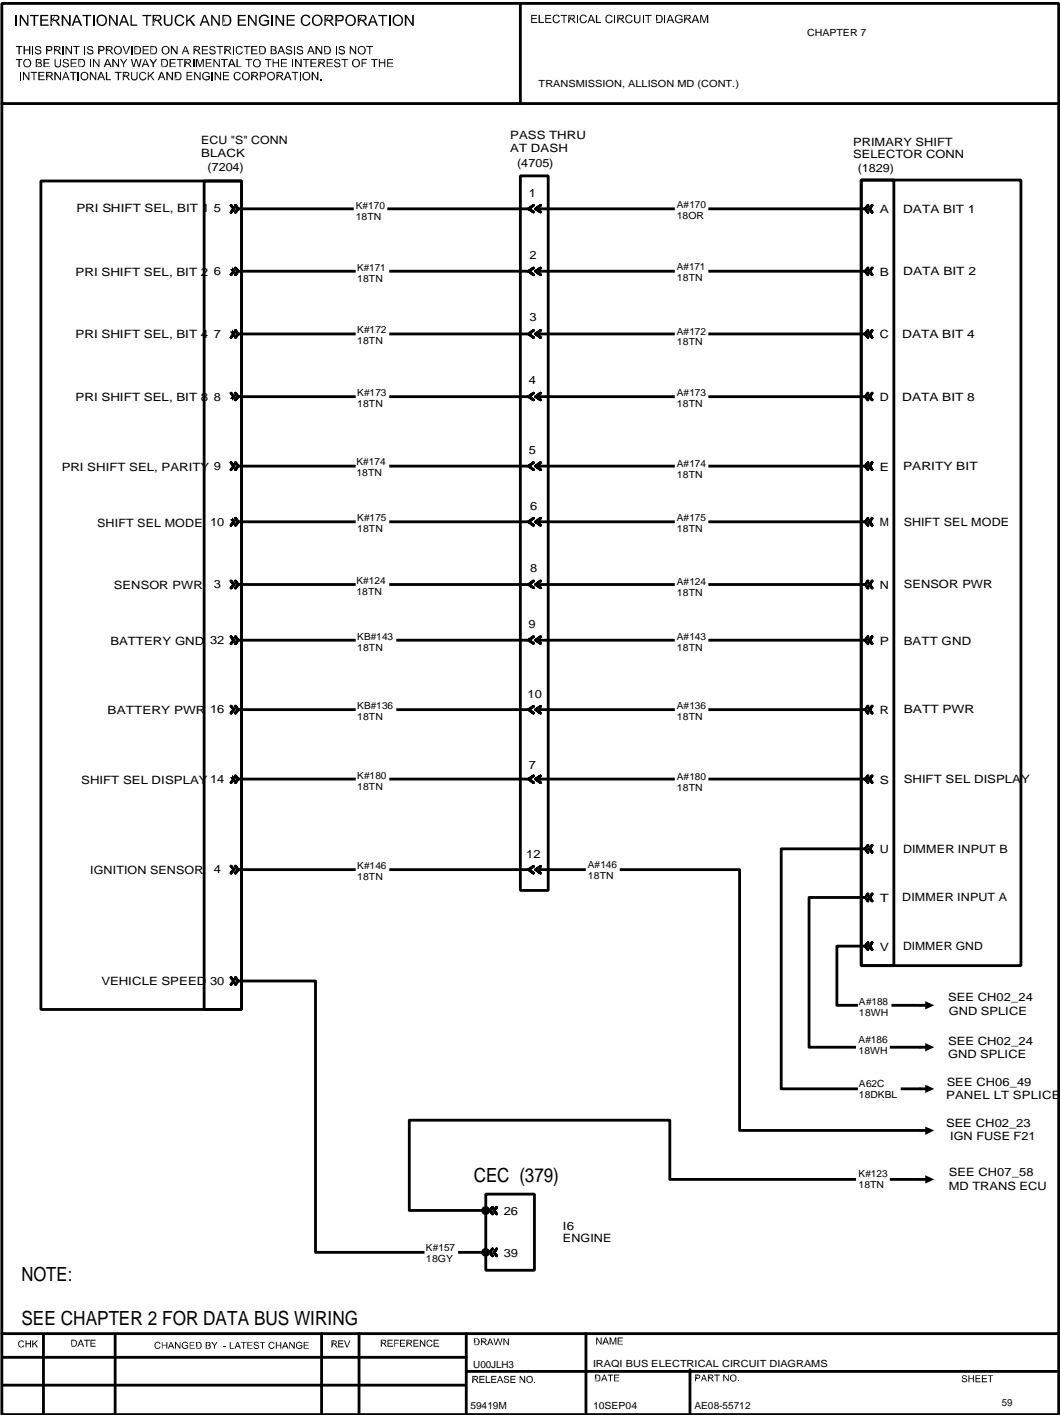 INTERNATIONAL TRUCK AND ENGINE CORPORATION
THIS PRINT IS PROVIDED ON A RESTRICTED BASIS AND IS NOT
TO BE USED IN ANY WAY DETRIMENTAL TO THE INTEREST OF THE
INTERNATIONAL TRUCK AND ENGINE CORPORATION.
ELECTRICAL CIRCUIT DIAGRAM
CHAPTER 7
TRANSMISSION, ALLISON MD (CONT.)
ECU "S" CONN
BLACK
(7204)
PASS THRU
AT DASH
(4705)
PRIMARY SHIFT
SELECTOR CONN
(1829)
PRI SHIFT SEL, BIT 1 5 K#170 1 A#170 A DATA BIT 1
18TN 18OR
PRI SHIFT SEL, BIT 2 6 K#171 2 A#171 B DATA BIT 2
18TN 18TN
PRI SHIFT SEL, BIT 4 7 K#172 3 A#172 C DATA BIT 4
18TN 18TN
PRI SHIFT SEL, BIT 8 8 K#173 4 A#173 D DATA BIT 8
18TN 18TN
PRI SHIFT SEL, PARITY 9 K#174 5 A#174 E PARITY BIT
18TN 18TN
SHIFT SEL MODE 10 K#175 6 A#175 M SHIFT SEL MODE
18TN 18TN
SENSOR PWR 3 K#124 8 A#124 N SENSOR PWR
18TN 18TN
BATTERY GND 32 KB#143 9 A#143 P BATT GND
18TN 18TN
BATTERY PWR 16 KB#136 10 A#136 R BATT PWR
18TN 18TN
SHIFT SEL DISPLAY 14 K#180 7 A#180 S SHIFT SEL DISPLAY
18TN 18TN
U DIMMER INPUT B
IGNITION SENSOR 4 K#146 12 A#146
18TN 18TN
T DIMMER INPUT A
V DIMMER GND
VEHICLE SPEED 30
A#188 SEE CH02_24
18WH GND SPLICE
A#186 SEE CH02_24
18WH GND SPLICE
A62C SEE CH06_49
18DKBL PANEL LT SPLICE
SEE CH02_23
IGN FUSE F21
K#123 SEE CH07_58
18TN MD TRANS ECU
CEC (379)
26
I6
ENGINE
K#157 39
18GY
NOTE:
SEE CHAPTER 2 FOR DATA BUS WIRING
CHK DATE CHANGED BY - LATEST CHANGE REV REFERENCE DRAWN NAME
U00JLH3 IRAQI BUS ELECTRICAL CIRCUIT DIAGRAMS
RELEASE NO. DATE PART NO. SHEET
59419M 10SEP04 AE08-55712 59